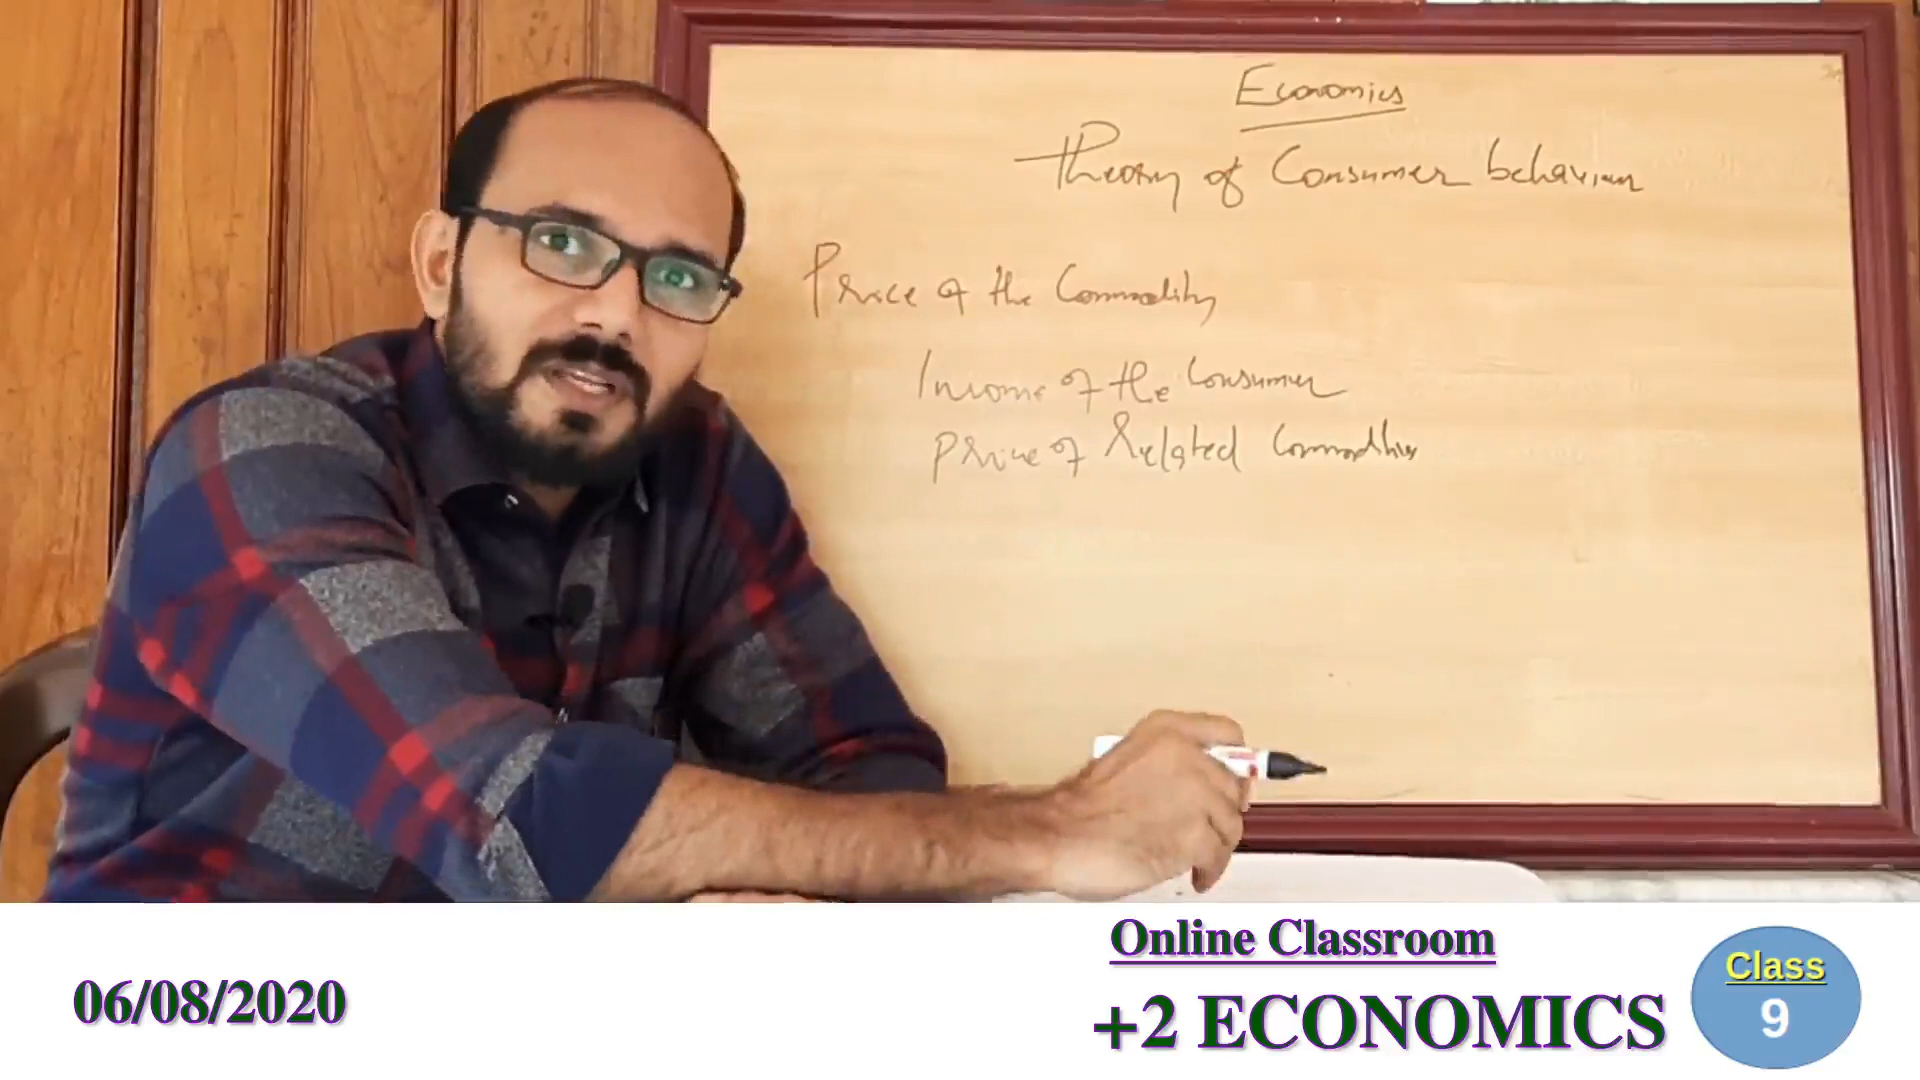 Economics
Theory of Consumer behaviour
Price of the Commodity
Income of the Consumer
Price of Related Commodities
06/08/2020
Online Classroom
+2 ECONOMICS
Class
9